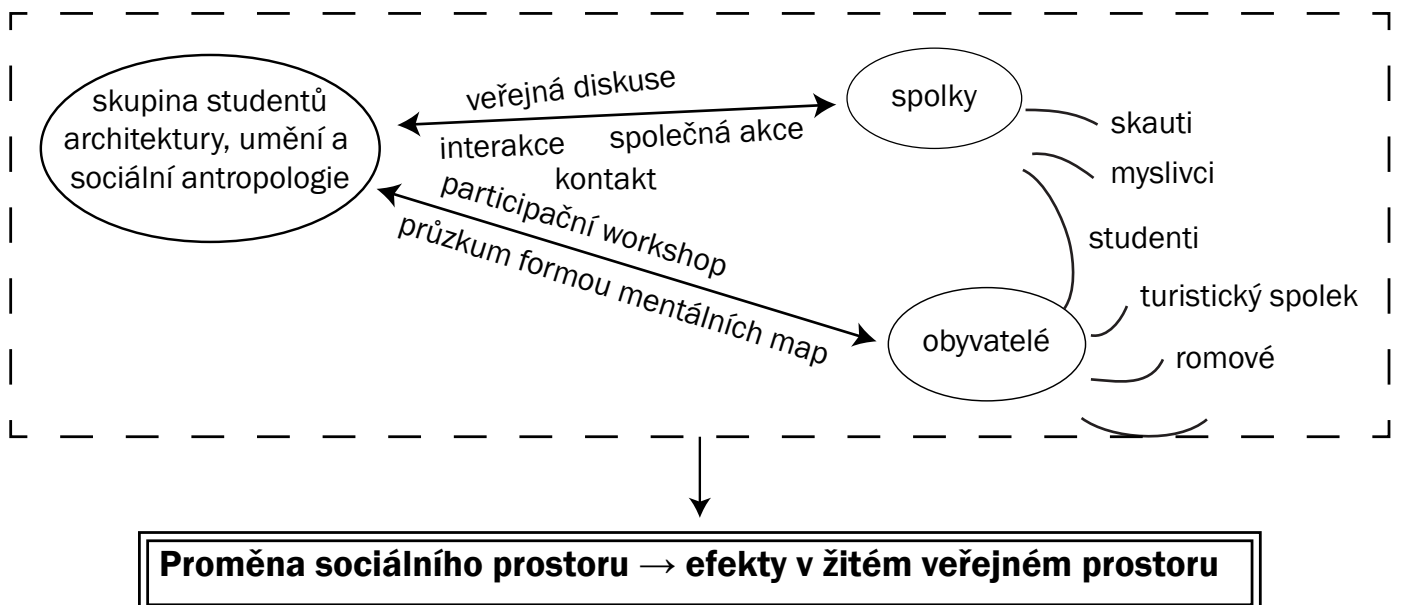 skupina studentů
architektury, umění a
sociální antropologie
veřejná diskuse
interakce
společná akce
kontakt
participační workshop
průzkum formou mentálních map
spolky
skauti
myslivci
studenti
turistický spolek
obyvatelé
romové
Proměna sociálního prostoru → efekty v žitém veřejném prostoru